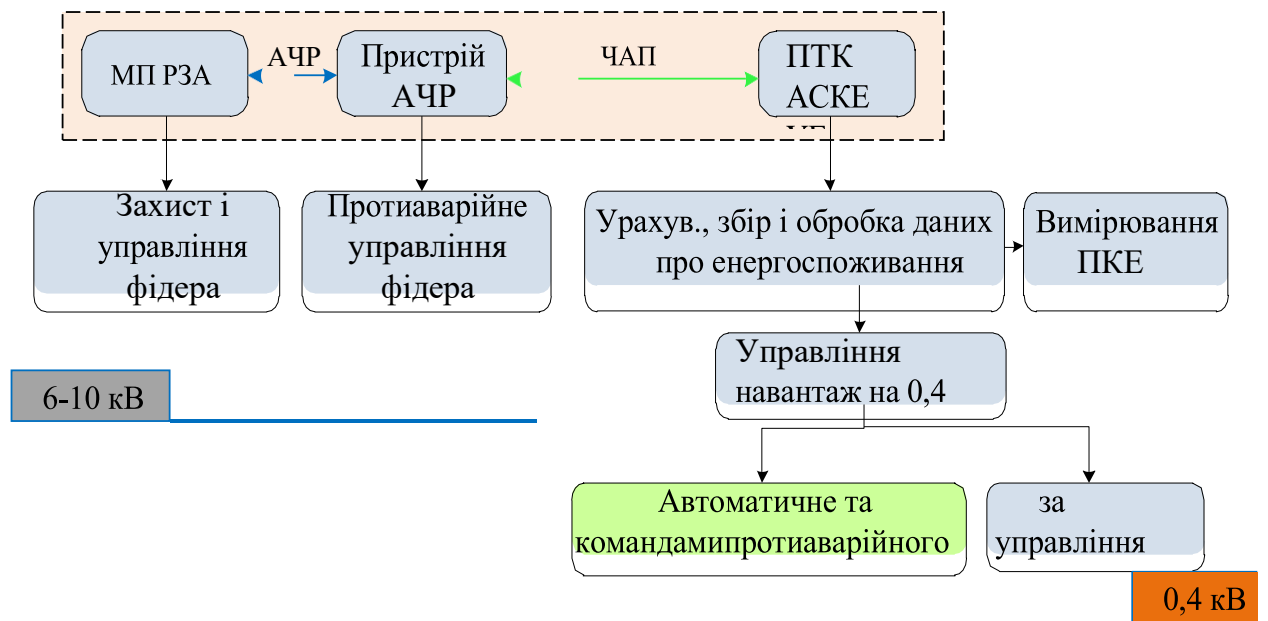 МП РЗА
АЧР
Пристрій
АЧР
ЧАП
ПТК
АСКЕ
Захист і
управління
фідера
Протиаварійне
управління
фідера
Урахув., збір і обробка даних
про енергоспоживання
Вимірювання
ПКЕ
Управління
навантаж на 0,4
6-10 кВ
Автоматичне та
командамипротиаварійного
за
управління
0,4 кВ